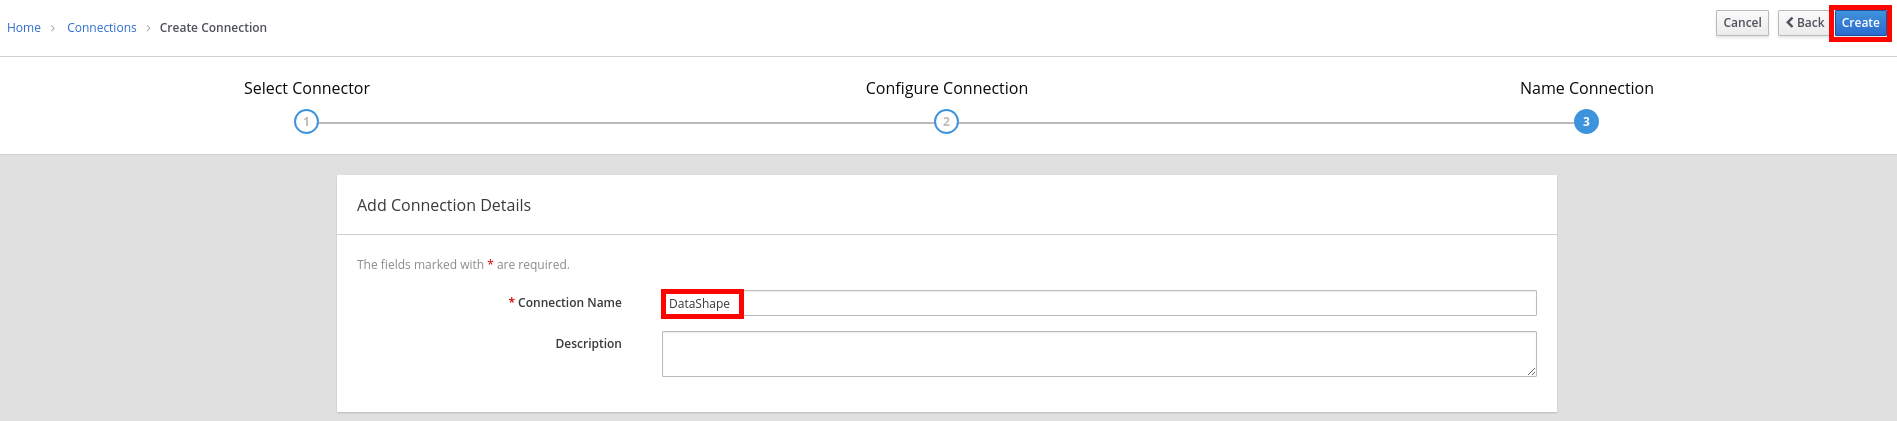 Home > Connections > Create Connection
Cancel Back Create
Select Connector Configure Connection Name Connection
1 2 3
Add Connection Details
The fields marked with * are required.
* Connection Name DataShape
Description